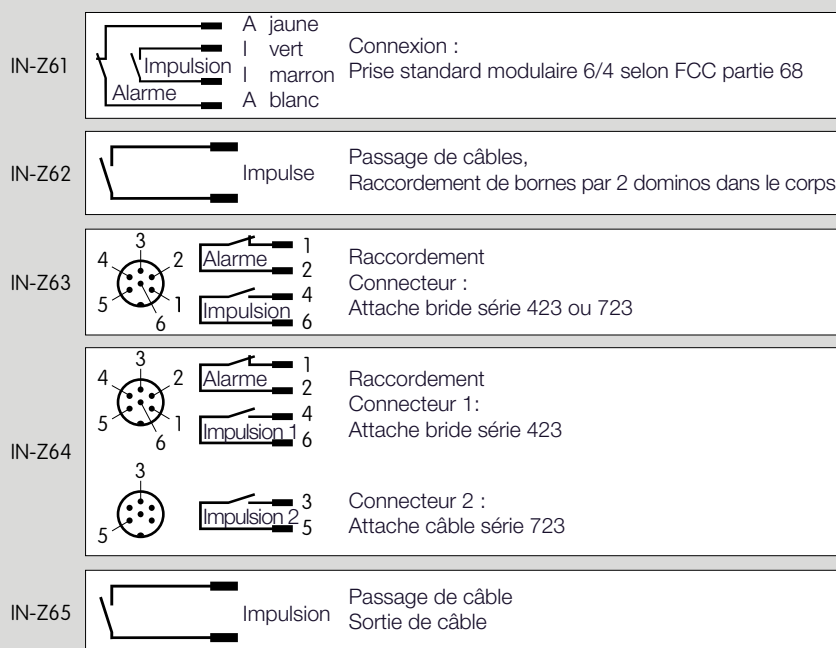 IN-Z61
A jaune
I vert
I marron
A blanc
Impulsion
Alarme
Connexion :
Prise standard modulaire 6/4 selon FCC partie 68
IN-Z62
Impulse
Passage de câbles,
Raccordement de bornes par 2 dominos dans le corps
IN-Z63
3
4 2
5 1
6
Alarme
1
2
Impulsion
4
6
Raccordement
Connecteur :
Attache bride série 423 ou 723
IN-Z64
3
4 2
5 1
6
Alarme
1
2
Impulsion 1
4
6
Raccordement
Connecteur 1:
Attache bride série 423
3
5
Impulsion 2
3
5
Connecteur 2 :
Attache câble série 723
IN-Z65
Impulsion
Passage de câble
Sortie de câble